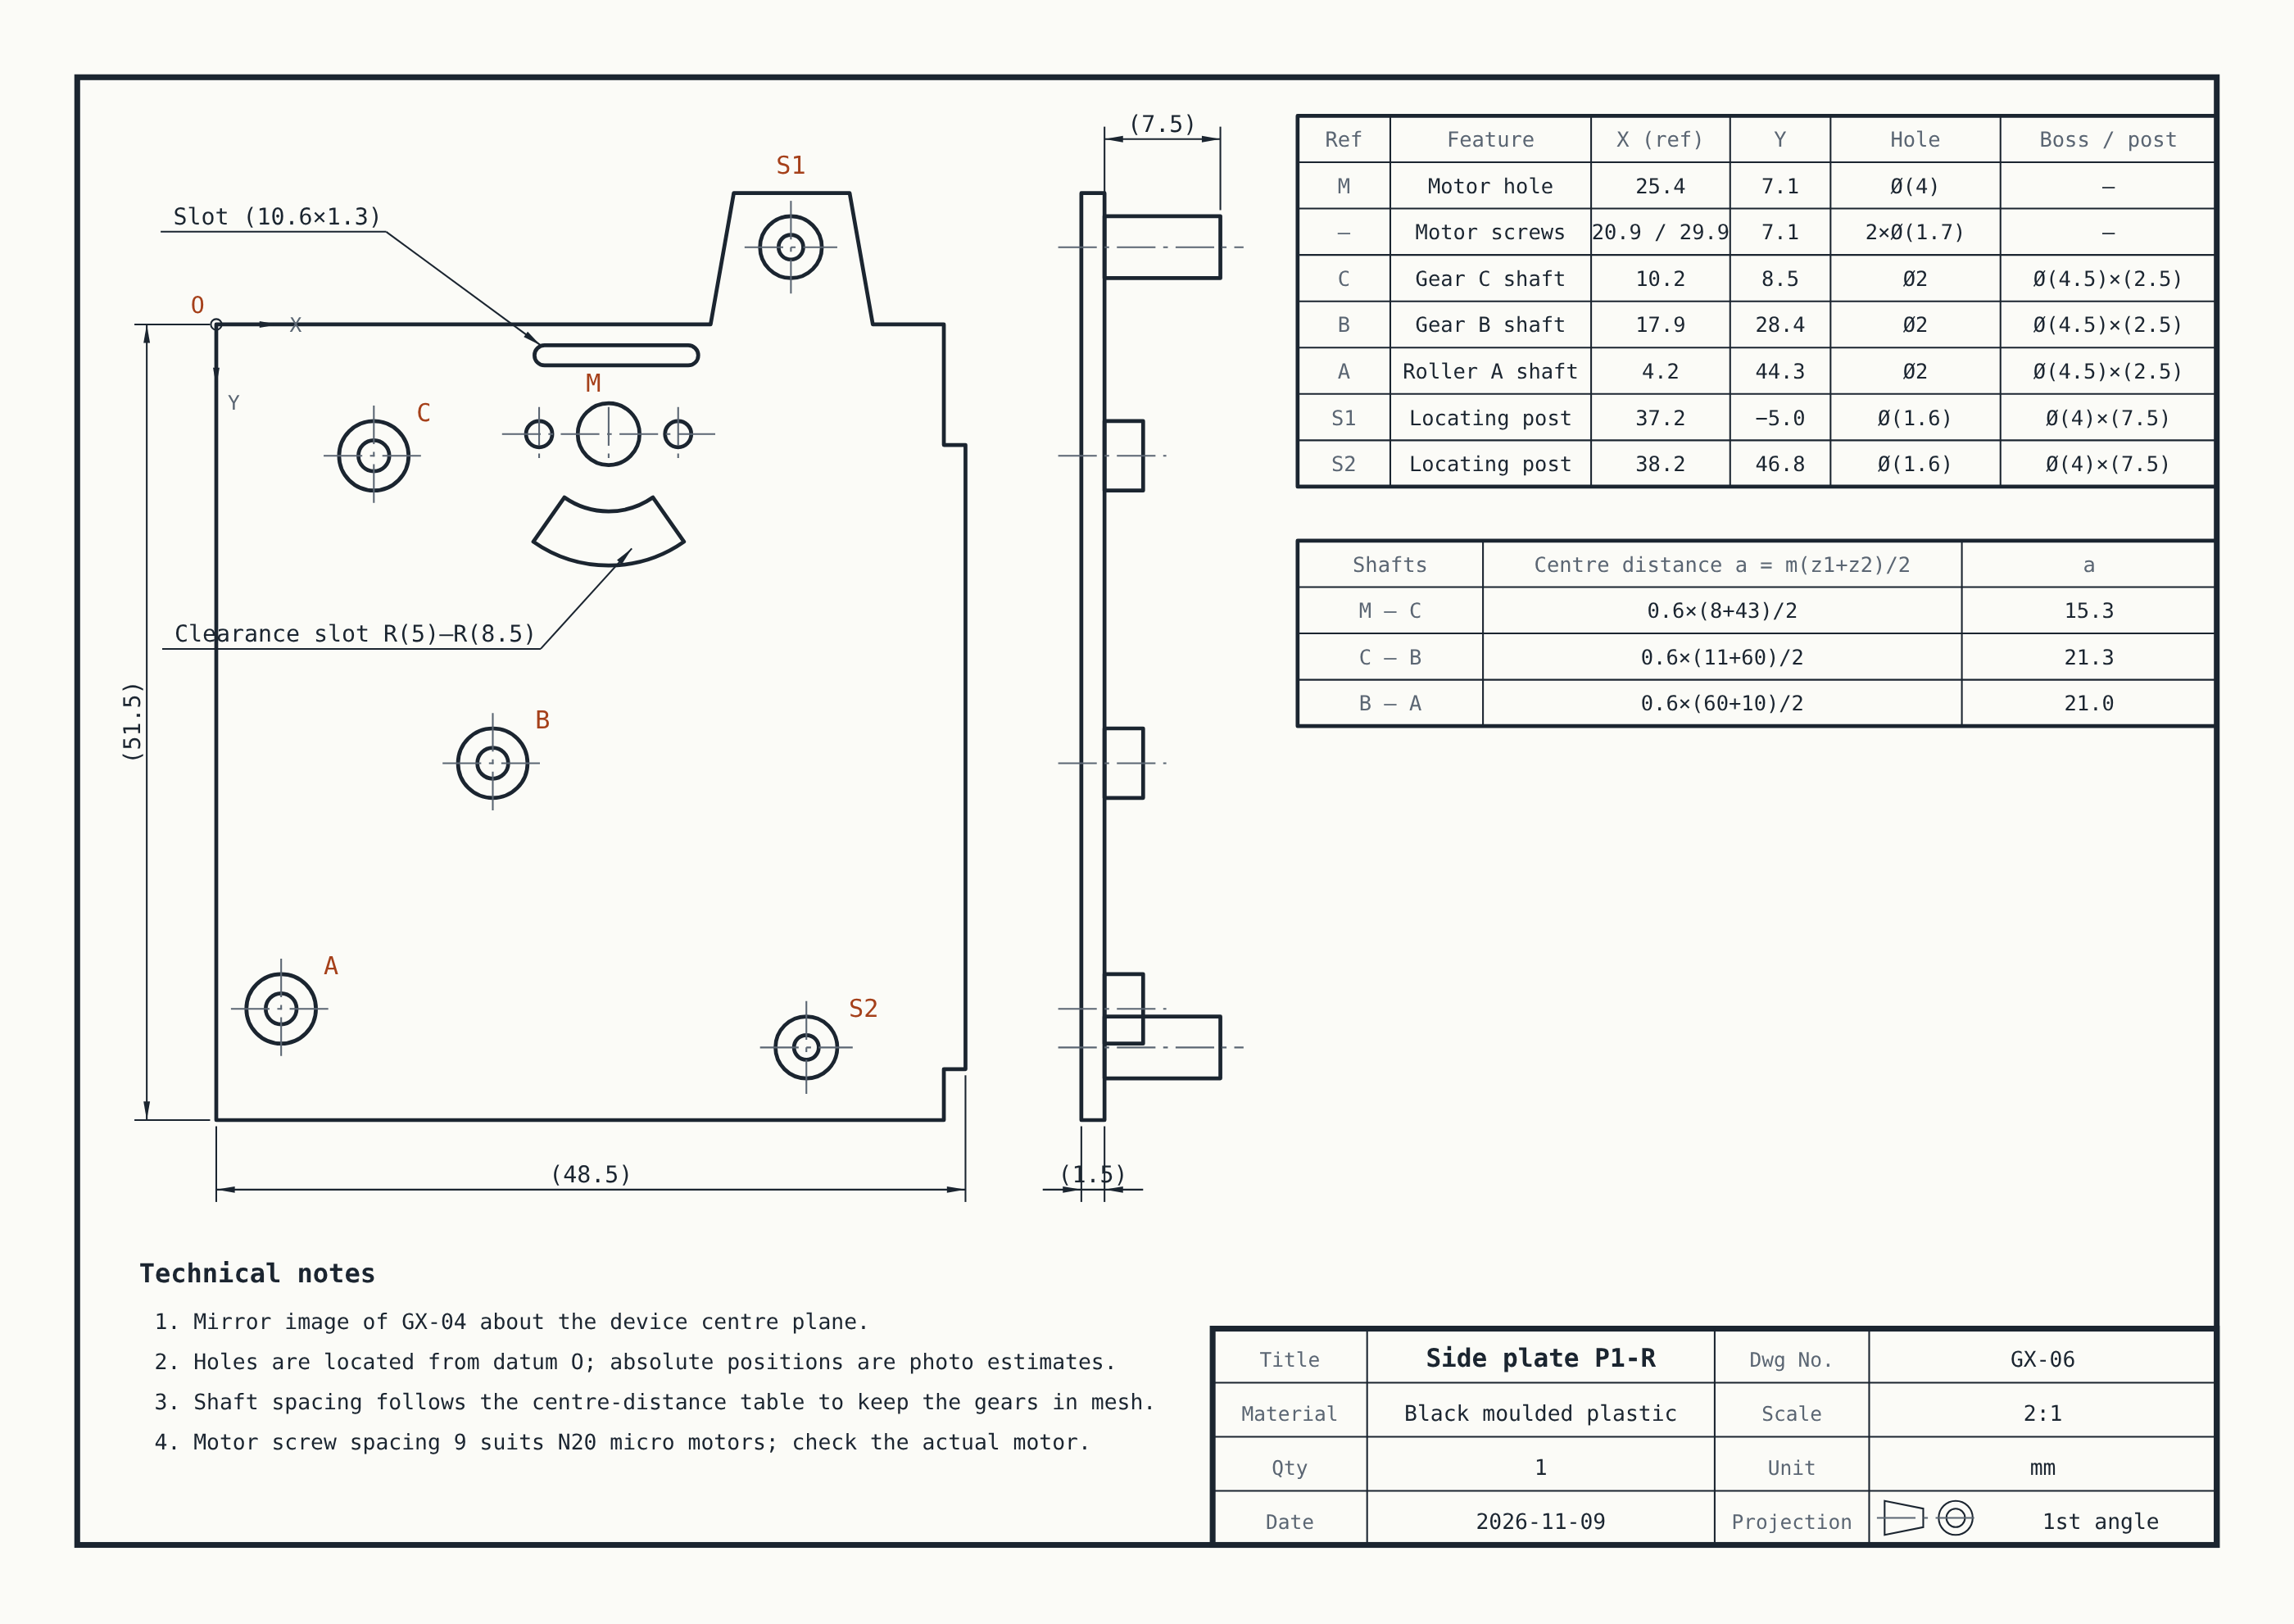 (7.5)
S1
Slot (10.6×1.3)
O
X
Y
M
C
Clearance slot R(5)–R(8.5)
(51.5)
B
A
S2
(48.5)
(1.5)
Ref Feature X (ref) Y Hole Boss / post
M Motor hole 25.4 7.1 Ø(4) –
– Motor screws 20.9 / 29.9 7.1 2×Ø(1.7) –
C Gear C shaft 10.2 8.5 Ø2 Ø(4.5)×(2.5)
B Gear B shaft 17.9 28.4 Ø2 Ø(4.5)×(2.5)
A Roller A shaft 4.2 44.3 Ø2 Ø(4.5)×(2.5)
S1 Locating post 37.2 −5.0 Ø(1.6) Ø(4)×(7.5)
S2 Locating post 38.2 46.8 Ø(1.6) Ø(4)×(7.5)
Shafts Centre distance a = m(z1+z2)/2 a
M – C 0.6×(8+43)/2 15.3
C – B 0.6×(11+60)/2 21.3
B – A 0.6×(60+10)/2 21.0
Technical notes
1. Mirror image of GX-04 about the device centre plane.
2. Holes are located from datum O; absolute positions are photo estimates.
3. Shaft spacing follows the centre-distance table to keep the gears in mesh.
4. Motor screw spacing 9 suits N20 micro motors; check the actual motor.
Title Side plate P1-R Dwg No. GX-06
Material Black moulded plastic Scale 2:1
Qty 1 Unit mm
Date 2026-11-09 Projection 1st angle